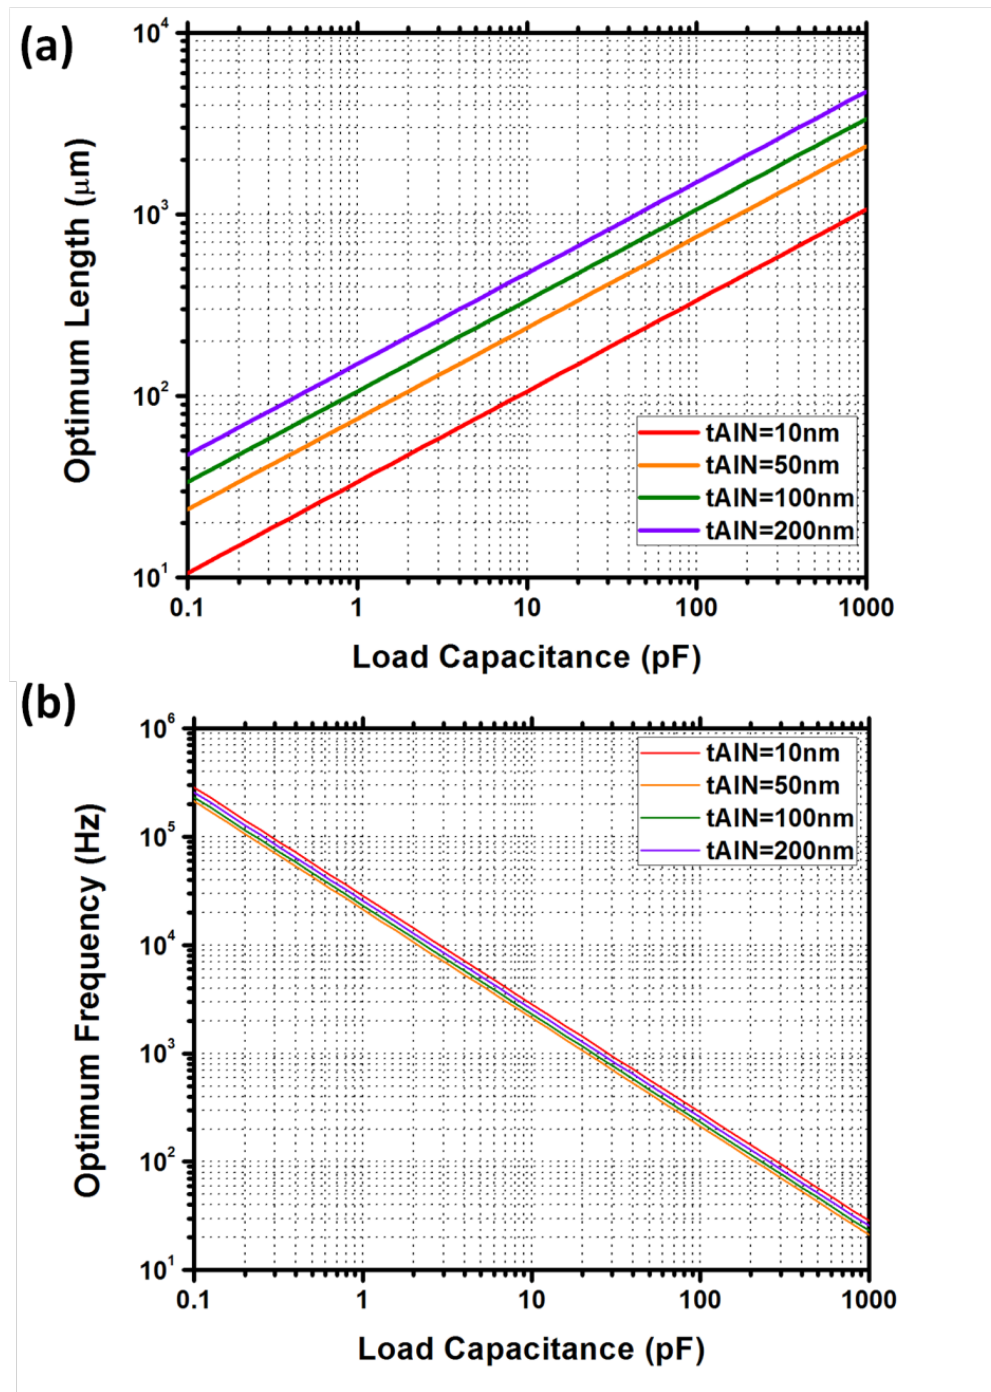 (a)
10⁴
10³
10²
10¹
Optimum Length (μm)
tAlN=10nm
tAlN=50nm
tAlN=100nm
tAlN=200nm
0.1 1 10 100 1000
Load Capacitance (pF)
(b)
10⁶
10⁵
10⁴
10³
10²
10¹
Optimum Frequency (Hz)
tAlN=10nm
tAlN=50nm
tAlN=100nm
tAlN=200nm
0.1 1 10 100 1000
Load Capacitance (pF)